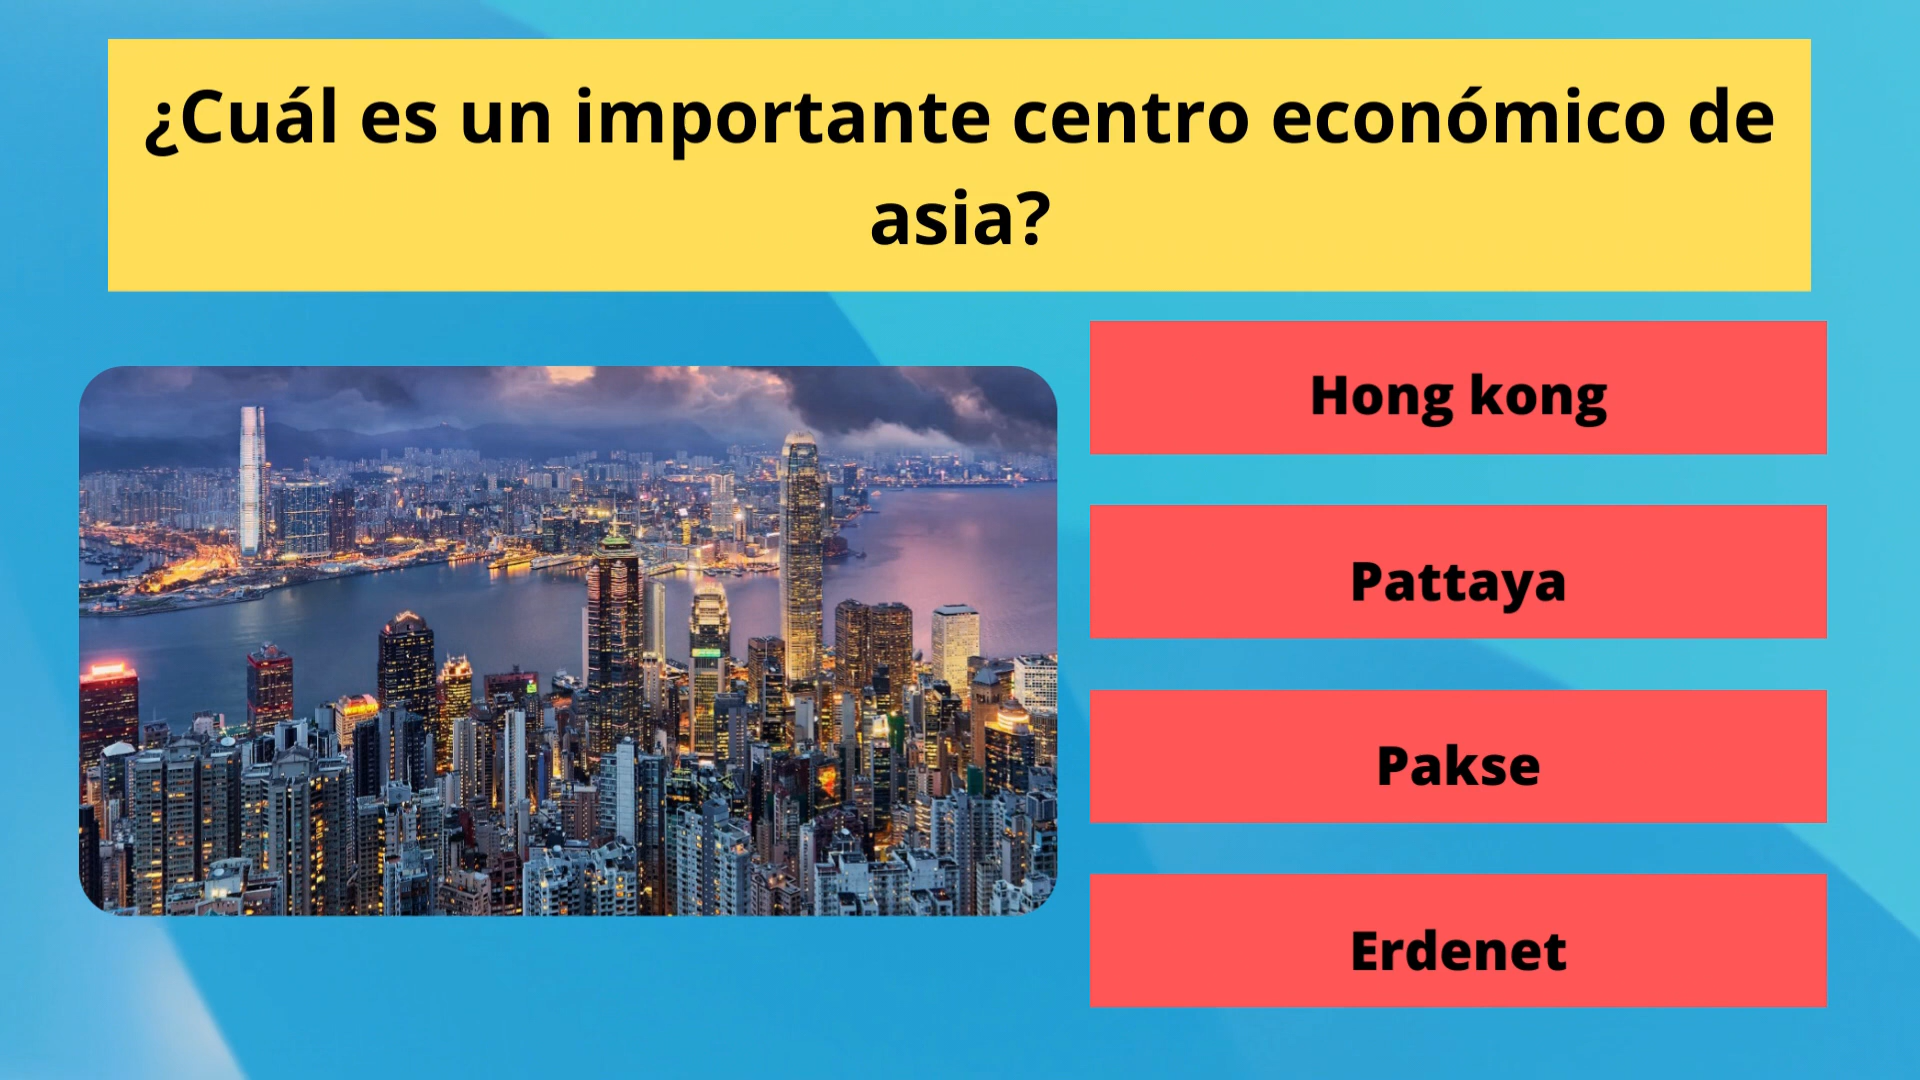 ¿Cuál es un importante centro económico de
asia?
Hong kong
Pattaya
Pakse
Erdenet